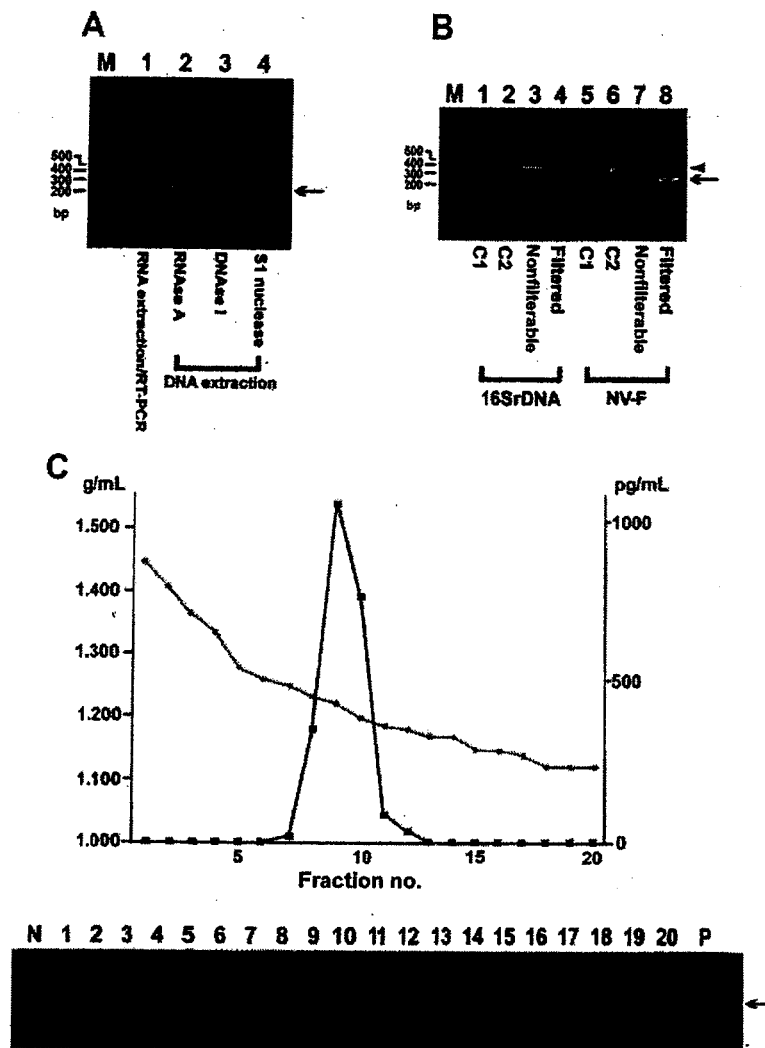 A
M 1 2 3 4
500
400
300
200
bp
RNA extraction/RT-PCR
RNAse A
DNAse I
S1 nuclease
DNA extraction
B
M 1 2 3 4 5 6 7 8
500
400
300
200
bp
C1
C2
Nonfilterable
Filtered
C1
C2
Nonfilterable
Filtered
16SrDNA
NV-F
C
g/mL
pg/mL
1.500
1.400
1.300
1.200
1.100
1.000
1000
500
0
5 10 15 20
Fraction no.
N 1 2 3 4 5 6 7 8 9 10 11 12 13 14 15 16 17 18 19 20 P